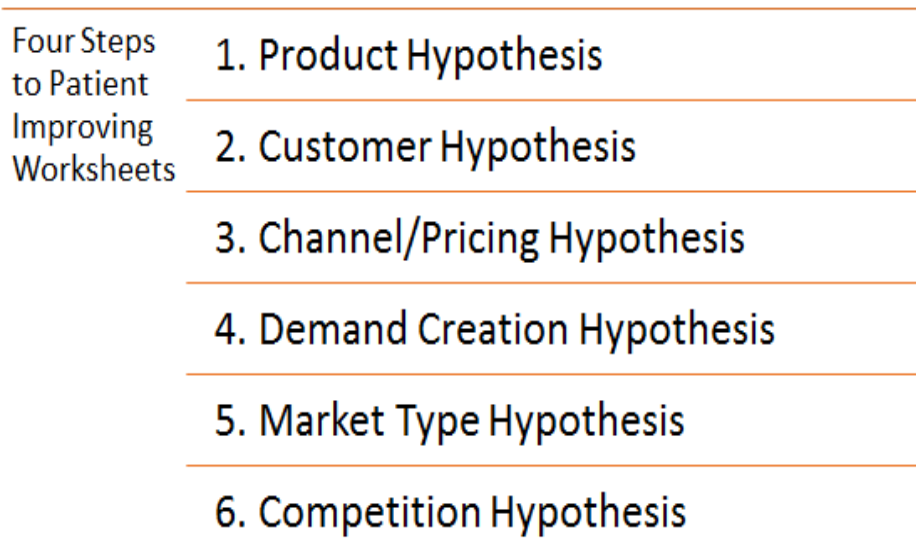 Four Steps
to Patient
Improving
Worksheets
1. Product Hypothesis
2. Customer Hypothesis
3. Channel/Pricing Hypothesis
4. Demand Creation Hypothesis
5. Market Type Hypothesis
6. Competition Hypothesis